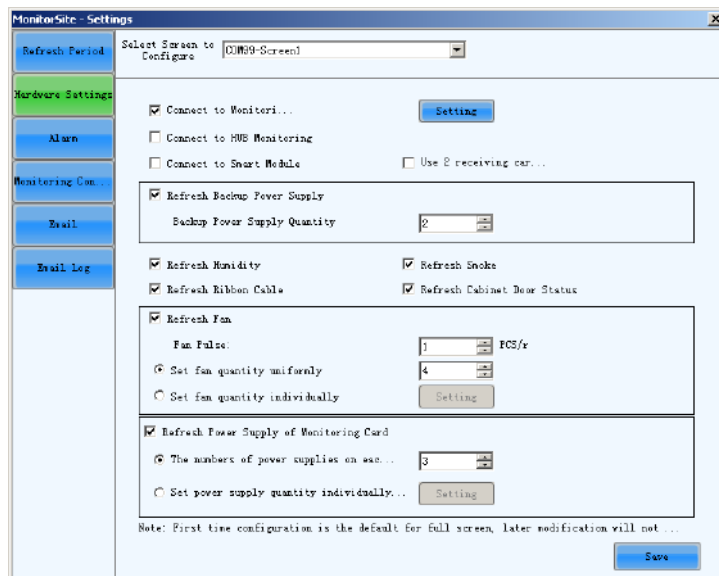 MonitorSite - Settings
Refresh Period
Hardware Settings
Alarm
Monitoring Con...
Email
Email Log
Select Screen to
Configure
COM99-Screen1
Connect to Monitori...
Setting
Connect to HUB Monitoring
Connect to Smart Module
Use 2 receiving car...
Refresh Backup Power Supply
Backup Power Supply Quantity
2
Refresh Humidity
Refresh Smoke
Refresh Ribbon Cable
Refresh Cabinet Door Status
Refresh Fan
Fan Pulse:
1
PCS/r
Set fan quantity uniformly
4
Set fan quantity individually
Setting
Refresh Power Supply of Monitoring Card
The numbers of power supplies on eac...
3
Set power supply quantity individually...
Setting
Note: First time configuration is the default for full screen, later modification will not ...
Save